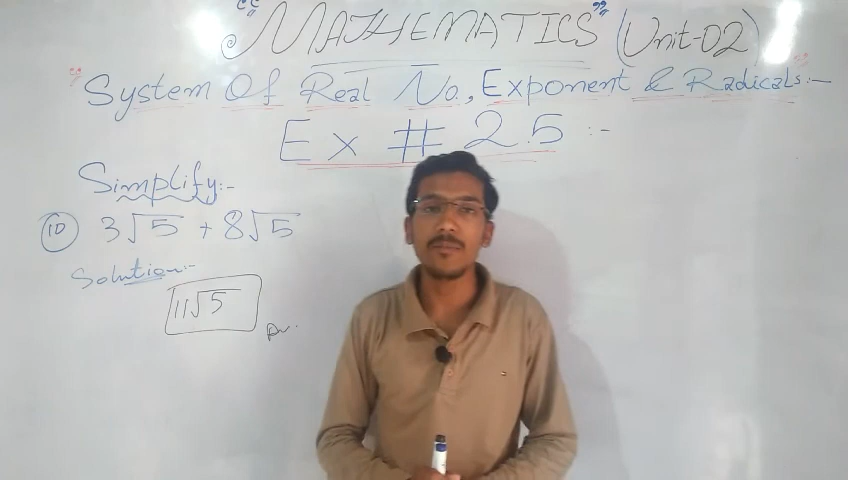 "MATHEMATICS" (Unit-02)
"System Of Real No., Exponent & Radicals:-"
Ex # 2.5 :-
Simplify:-
10 3√5 + 8√5
Solution:-
11√5